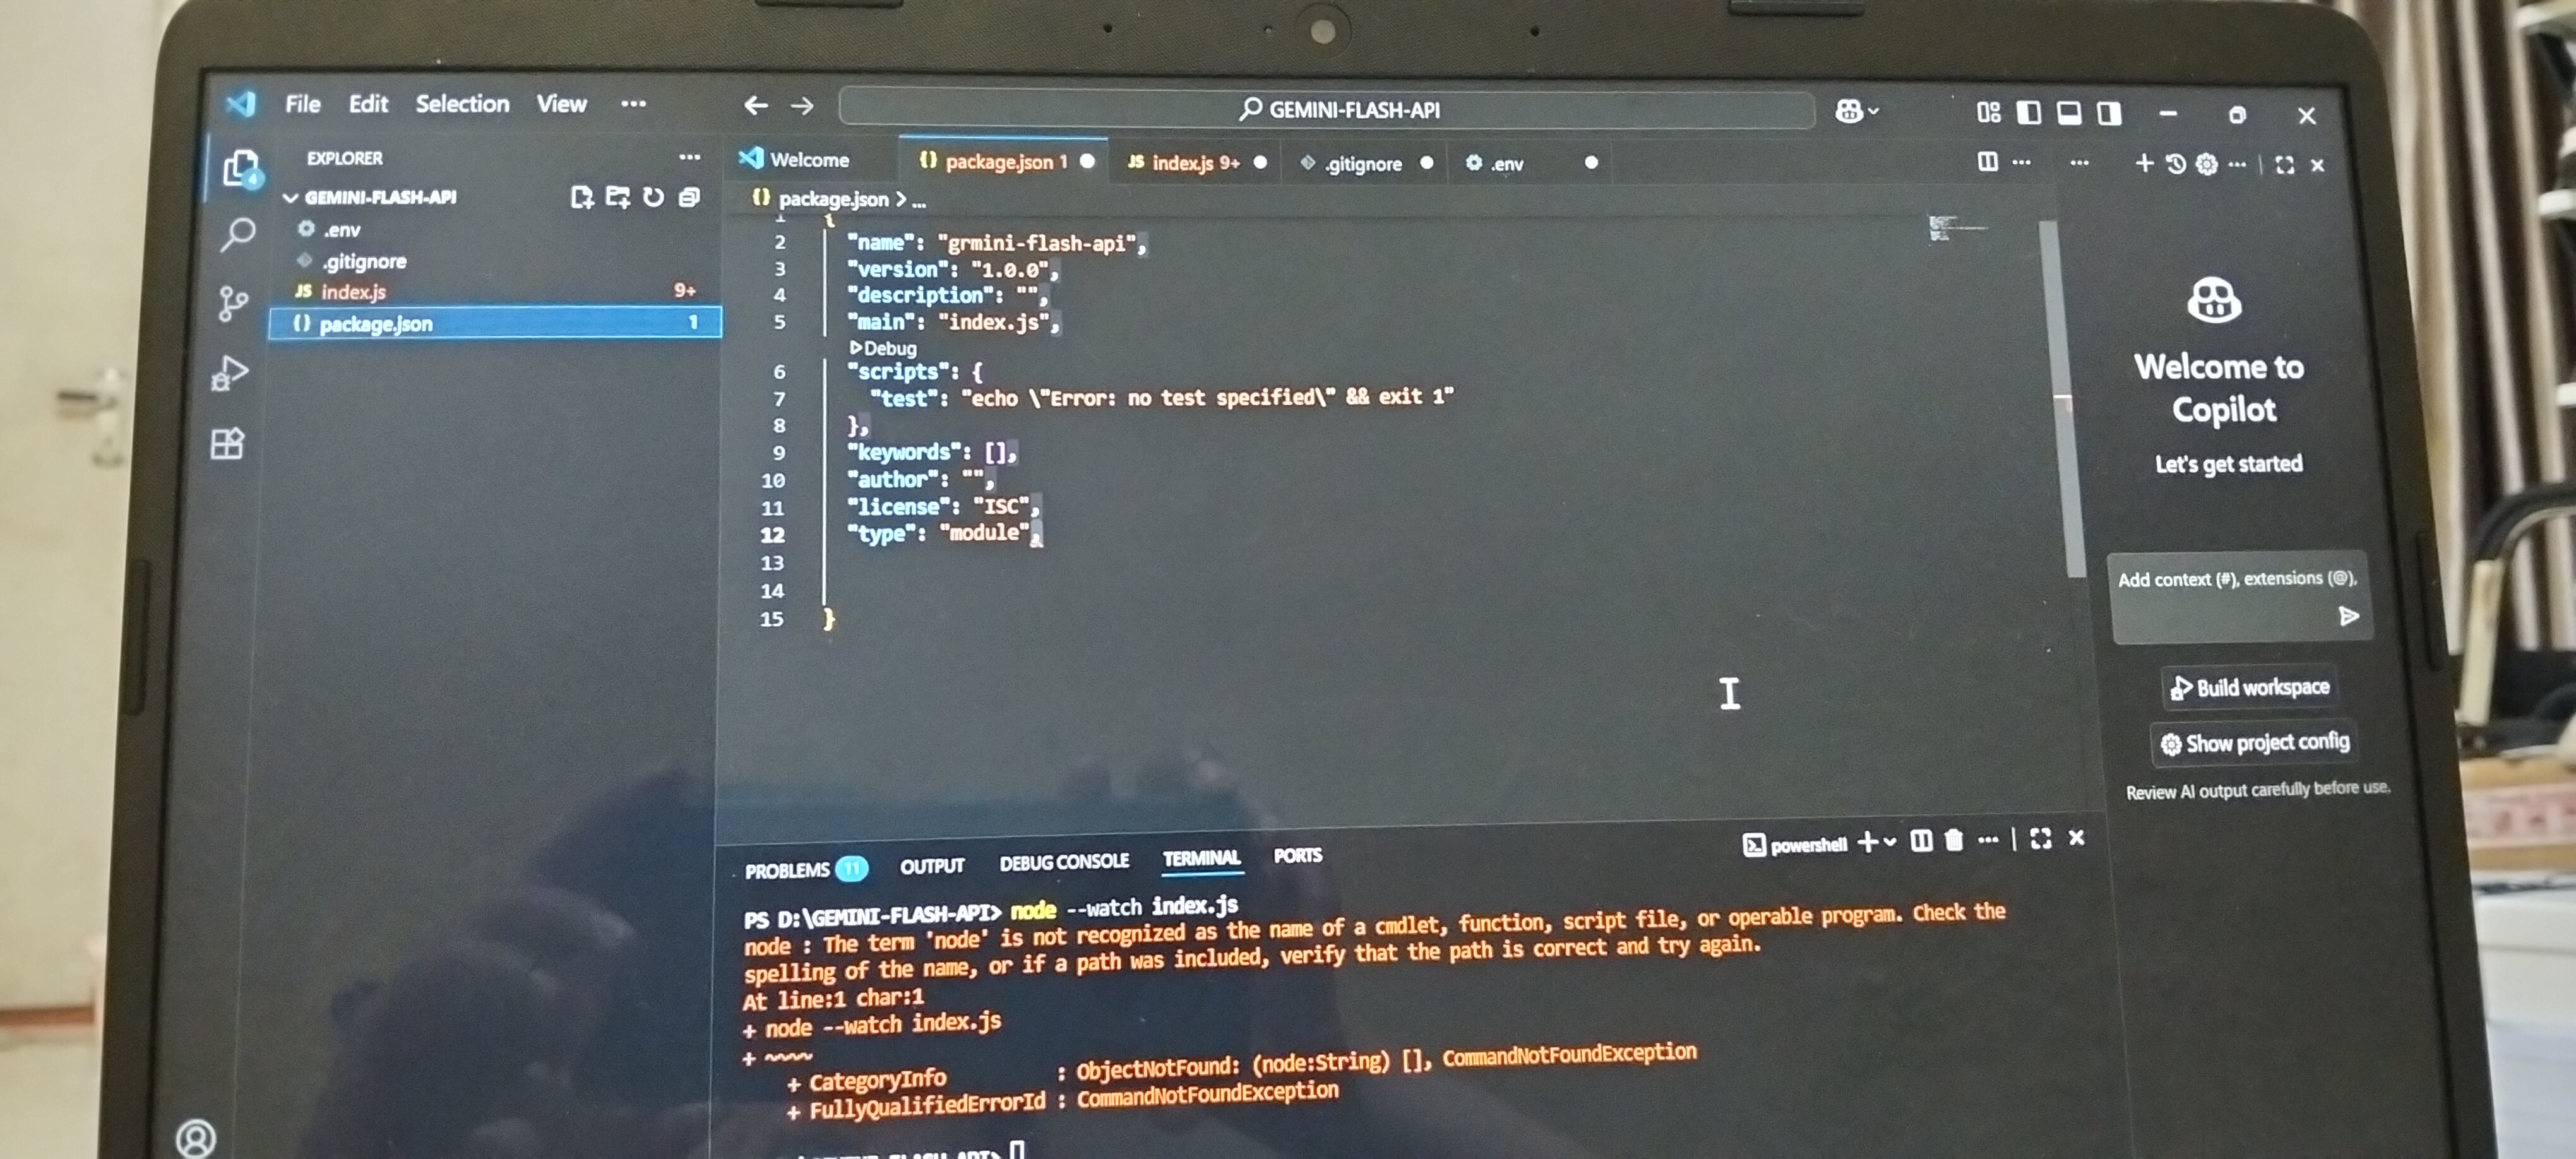 File Edit Selection View ...
GEMINI-FLASH-API
EXPLORER ...
GEMINI-FLASH-API
.env
.gitignore
JS index.js 9+
{} package.json 1
4
Welcome
{} package.json 1
JS index.js 9+
.gitignore
.env
{} package.json > ...
1 {
2 "name": "grmini-flash-api",
3 "version": "1.0.0",
4 "description": "",
5 "main": "index.js",
Debug
6 "scripts": {
7 "test": "echo \"Error: no test specified\" && exit 1"
8 },
9 "keywords": [],
10 "author": "",
11 "license": "ISC",
12 "type": "module",
13
14
15 }
Welcome to
Copilot
Let's get started
Add context (#), extensions (@),
Build workspace
Show project config
Review AI output carefully before use.
PROBLEMS 11 OUTPUT DEBUG CONSOLE TERMINAL PORTS
powershell
PS D:\GEMINI-FLASH-API> node --watch index.js
node : The term 'node' is not recognized as the name of a cmdlet, function, script file, or operable program. Check the
spelling of the name, or if a path was included, verify that the path is correct and try again.
At line:1 char:1
+ node --watch index.js
+ ~~~~
+ CategoryInfo : ObjectNotFound: (node:String) [], CommandNotFoundException
+ FullyQualifiedErrorId : CommandNotFoundException